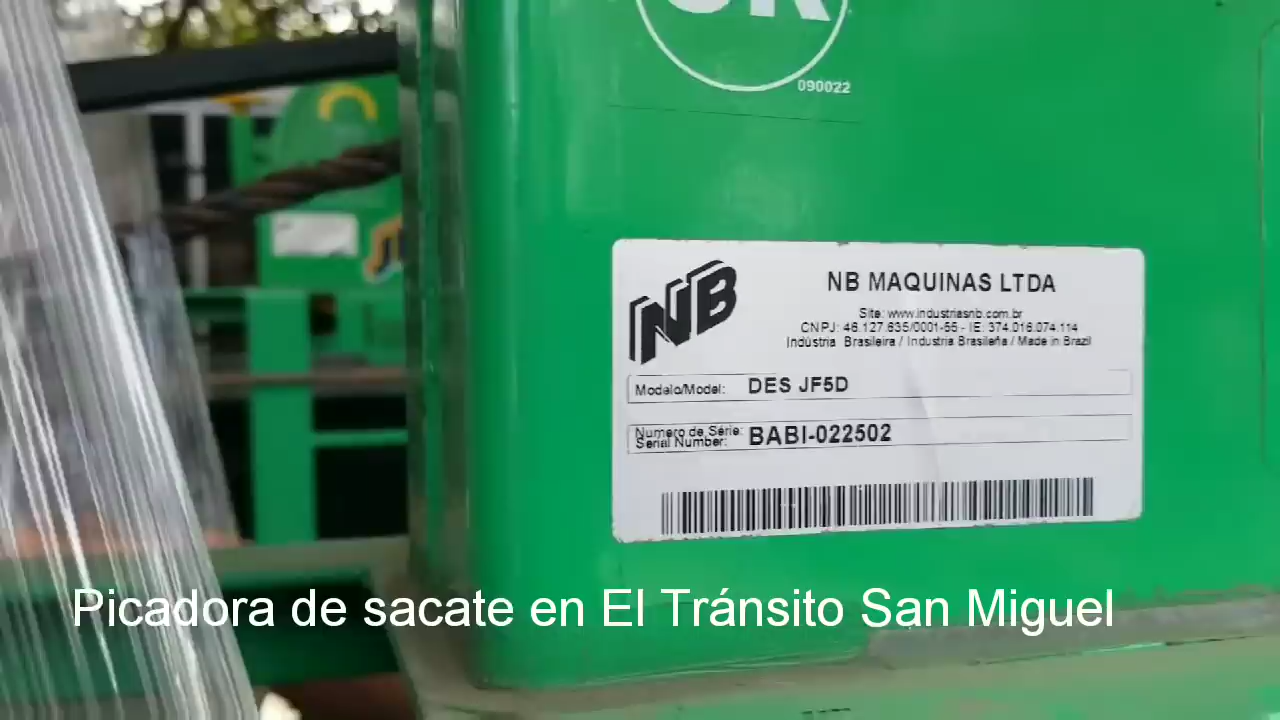 090022
NB
NB MAQUINAS LTDA
Site: www.industriasnb.com.br
CNPJ: 46.127.635/0001-55 - IE: 374.016.074.114
Indústria Brasileira / Industria Brasileña / Made in Brazil
Modelo/Model: DES JF5D
Numero de Série:
Serial Number: BABI-022502
Picadora de sacate en El Tránsito San Miguel